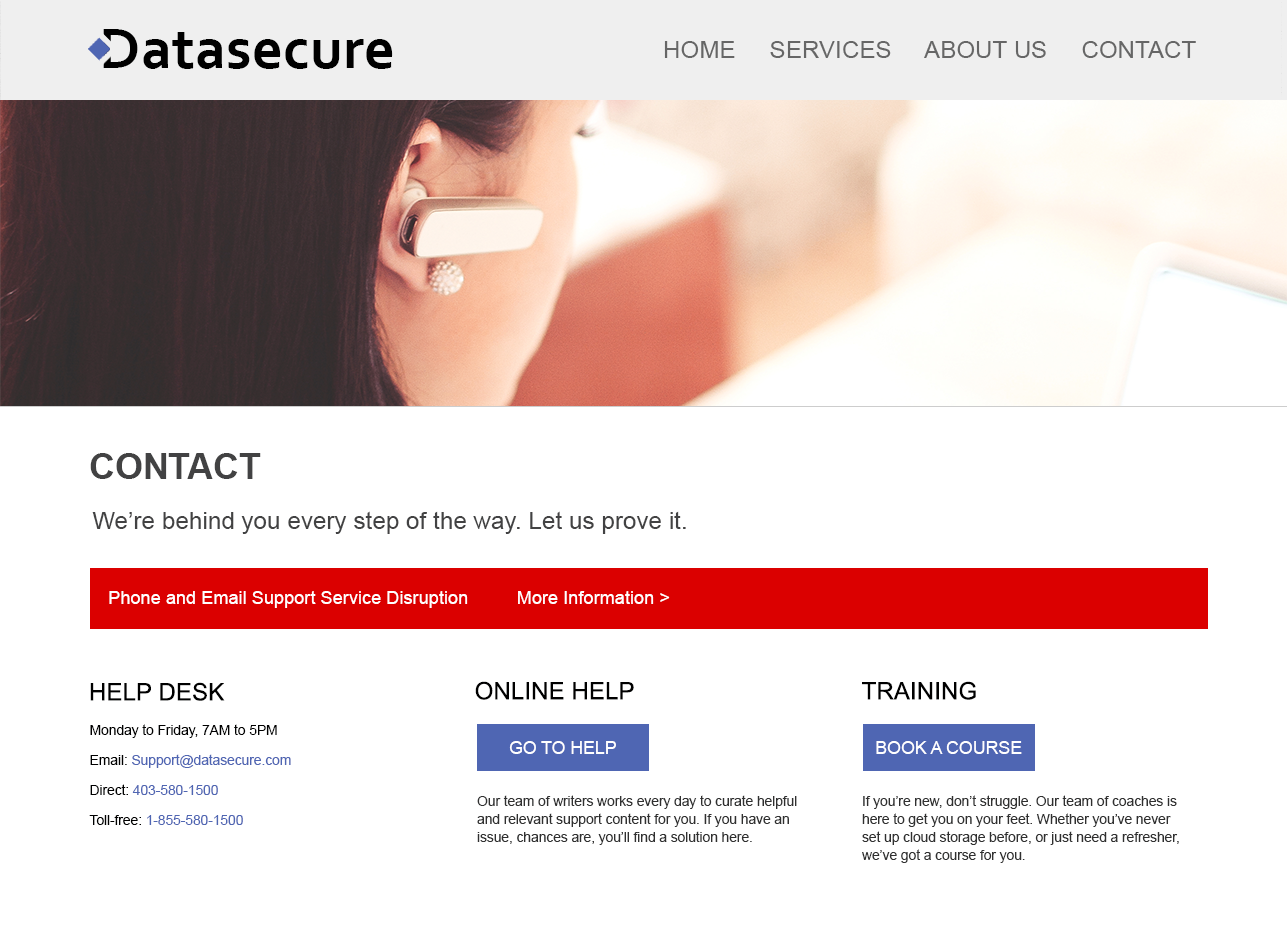 Datasecure
HOME SERVICES ABOUT US CONTACT
CONTACT
We’re behind you every step of the way. Let us prove it.
Phone and Email Support Service Disruption More Information >
HELP DESK
Monday to Friday, 7AM to 5PM
Email: Support@datasecure.com
Direct: 403-580-1500
Toll-free: 1-855-580-1500
ONLINE HELP
GO TO HELP
Our team of writers works every day to curate helpful
and relevant support content for you. If you have an
issue, chances are, you’ll find a solution here.
TRAINING
BOOK A COURSE
If you’re new, don’t struggle. Our team of coaches is
here to get you on your feet. Whether you’ve never
set up cloud storage before, or just need a refresher,
we’ve got a course for you.